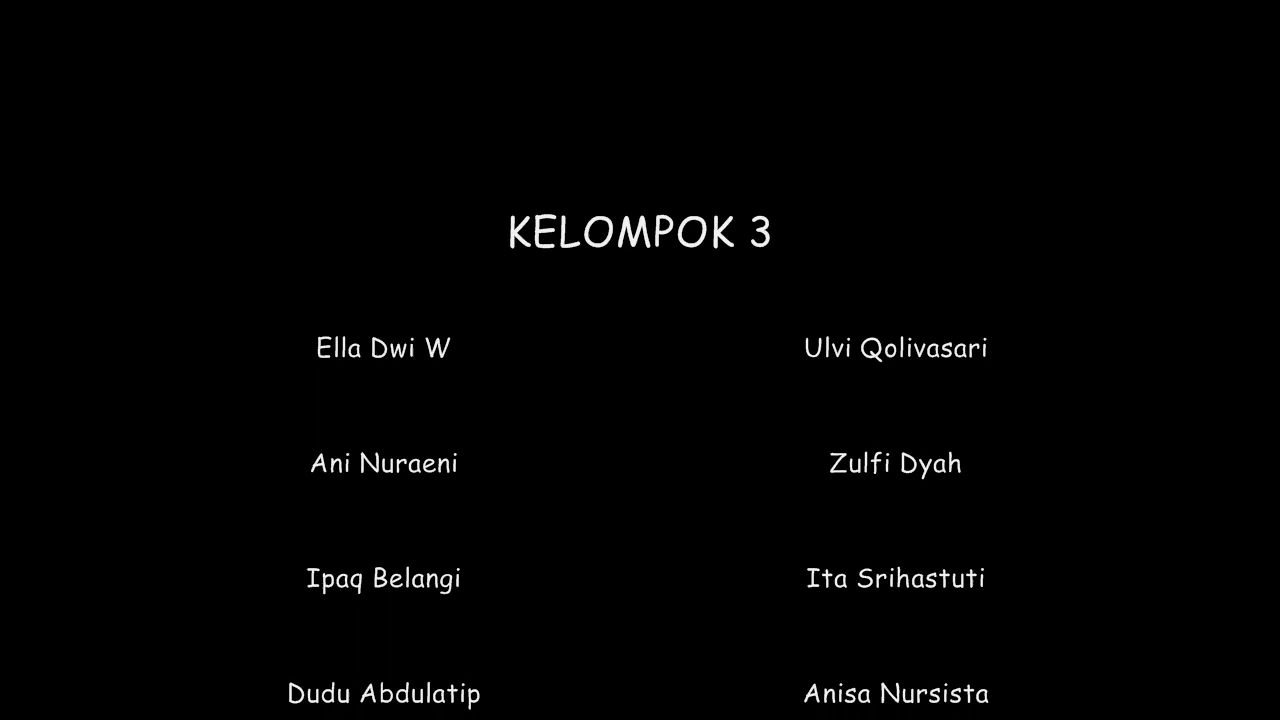 KELOMPOK 3
Ella Dwi W
Ulvi Qolivasari
Ani Nuraeni
Zulfi Dyah
Ipaq Belangi
Ita Srihastuti
Dudu Abdulatip
Anisa Nursista